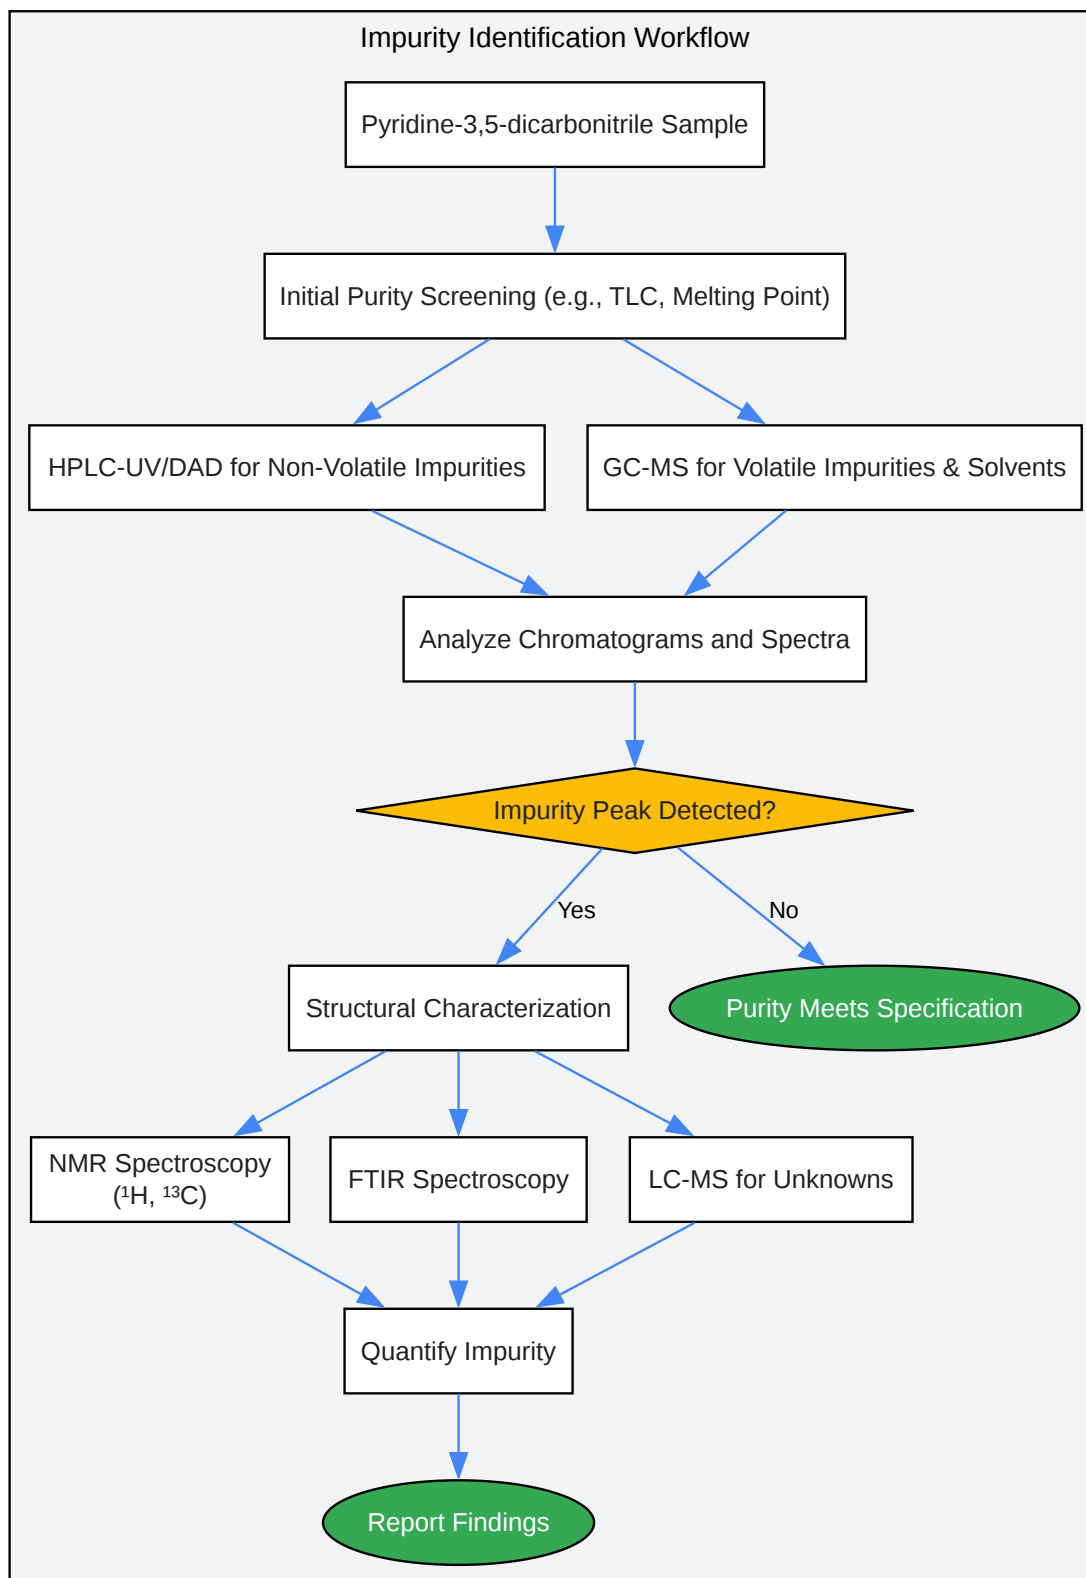 Impurity Identification Workflow
Pyridine-3,5-dicarbonitrile Sample
Initial Purity Screening (e.g., TLC, Melting Point)
HPLC-UV/DAD for Non-Volatile Impurities
GC-MS for Volatile Impurities & Solvents
Analyze Chromatograms and Spectra
Impurity Peak Detected?
Yes
No
Structural Characterization
Purity Meets Specification
NMR Spectroscopy
(¹H, ¹³C)
FTIR Spectroscopy
LC-MS for Unknowns
Quantify Impurity
Report Findings